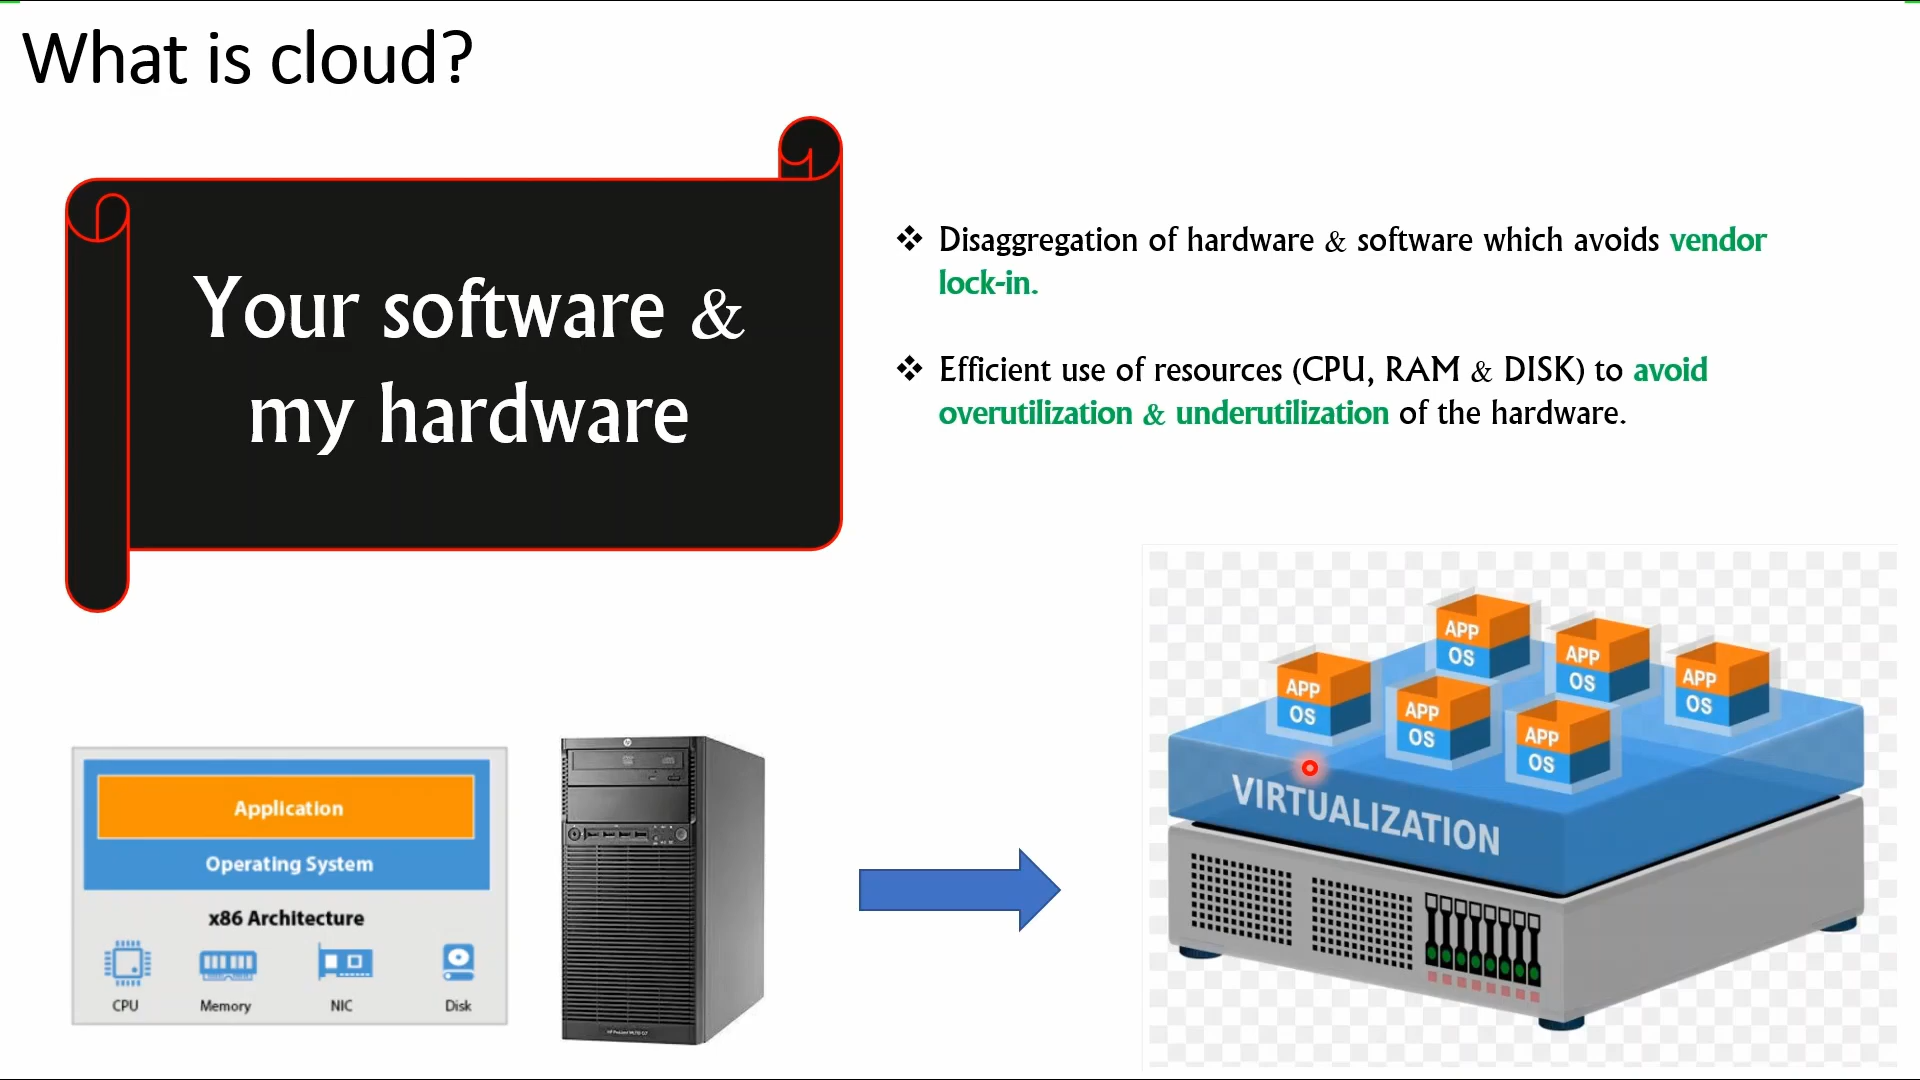 What is cloud?
Your software &
my hardware
❖ Disaggregation of hardware & software which avoids vendor
lock-in.
❖ Efficient use of resources (CPU, RAM & DISK) to avoid
overutilization & underutilization of the hardware.
Application
Operating System
x86 Architecture
CPU Memory NIC Disk
APP
OS
APP
OS
APP
OS
APP
OS
APP
OS
APP
OS
VIRTUALIZATION